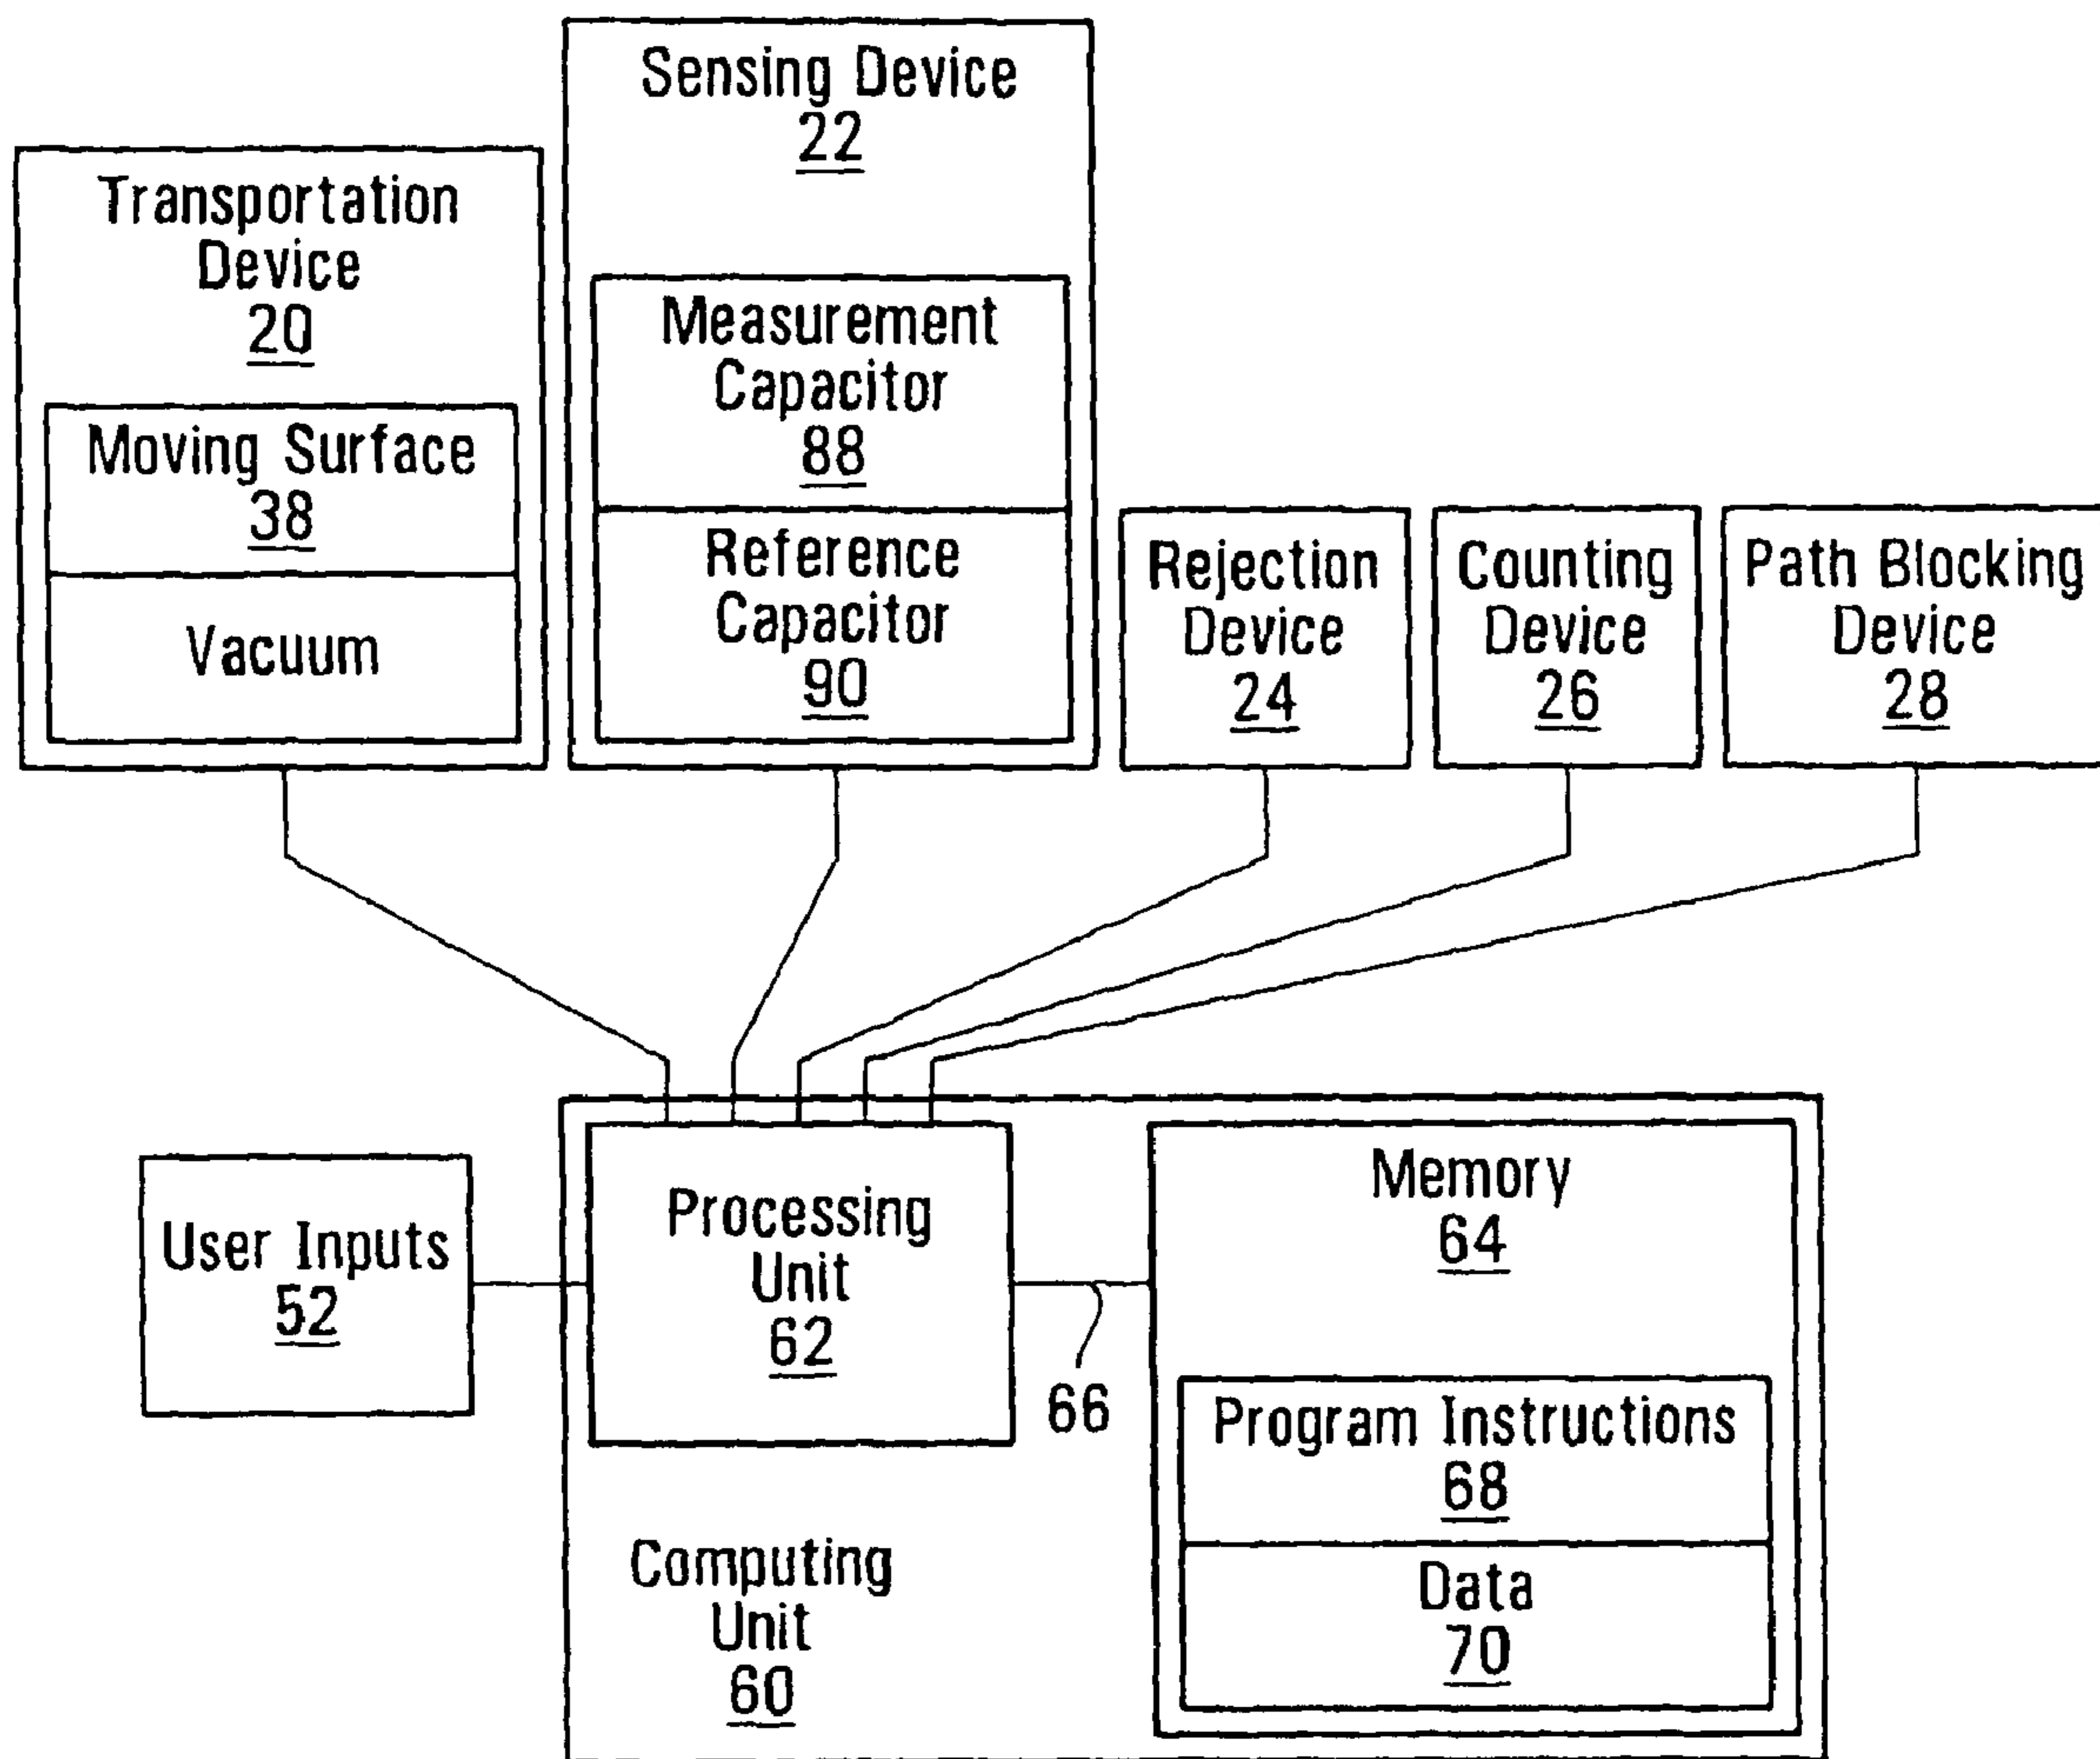 Sensing Device
22
Transportation
Device
20
Measurement
Capacitor
88
Moving Surface
38
Reference
Capacitor
90
Vacuum
Rejection
Device
24
Counting
Device
26
Path Blocking
Device
28
User Inputs
52
Processing
Unit
62
66
Memory
64
Program Instructions
68
Data
70
Computing
Unit
60